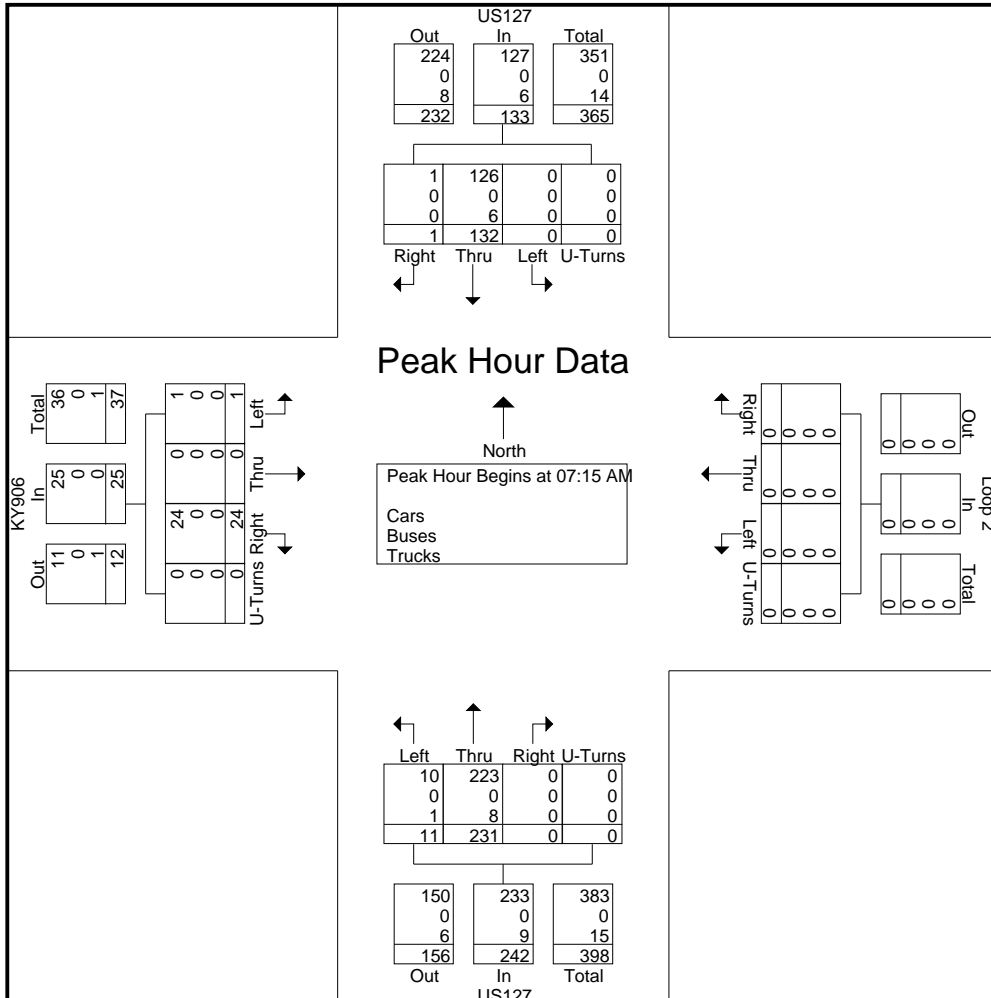 US127
Out In Total
224 127 351
0 0 0
8 6 14
232 133 365
1 126 0 0
0 0 0 0
0 6 0 0
1 132 0 0
Right Thru Left U-Turns
Peak Hour Data
North
Peak Hour Begins at 07:15 AM
Cars
Buses
Trucks
KY906
Total In Out
36 25 11
0 0 0
1 0 1
37 25 12
1 0 24 0
0 0 0 0
0 0 0 0
1 0 24 0
Left Thru Right U-Turns
Right Thru Left U-Turns
0 0 0 0
0 0 0 0
0 0 0 0
0 0 0 0
Out In Total
0 0 0
0 0 0
0 0 0
0 0 0
Loop 2
Left Thru Right U-Turns
10 223 0 0
0 0 0 0
1 8 0 0
11 231 0 0
150 233 383
0 0 0
6 9 15
156 242 398
Out In Total
US127